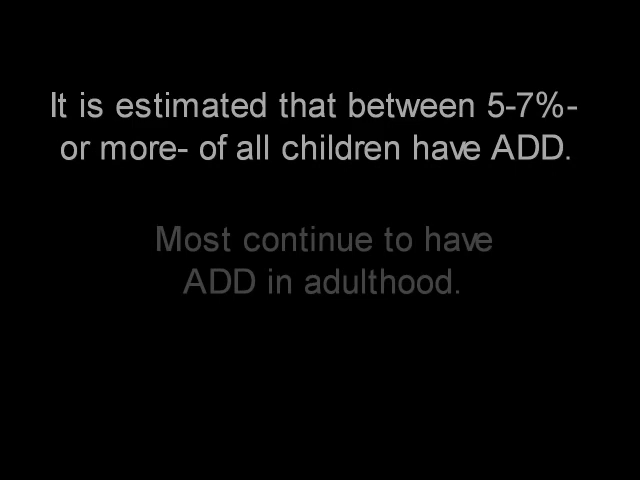 It is estimated that between 5-7%-
or more- of all children have ADD.
Most continue to have
ADD in adulthood.